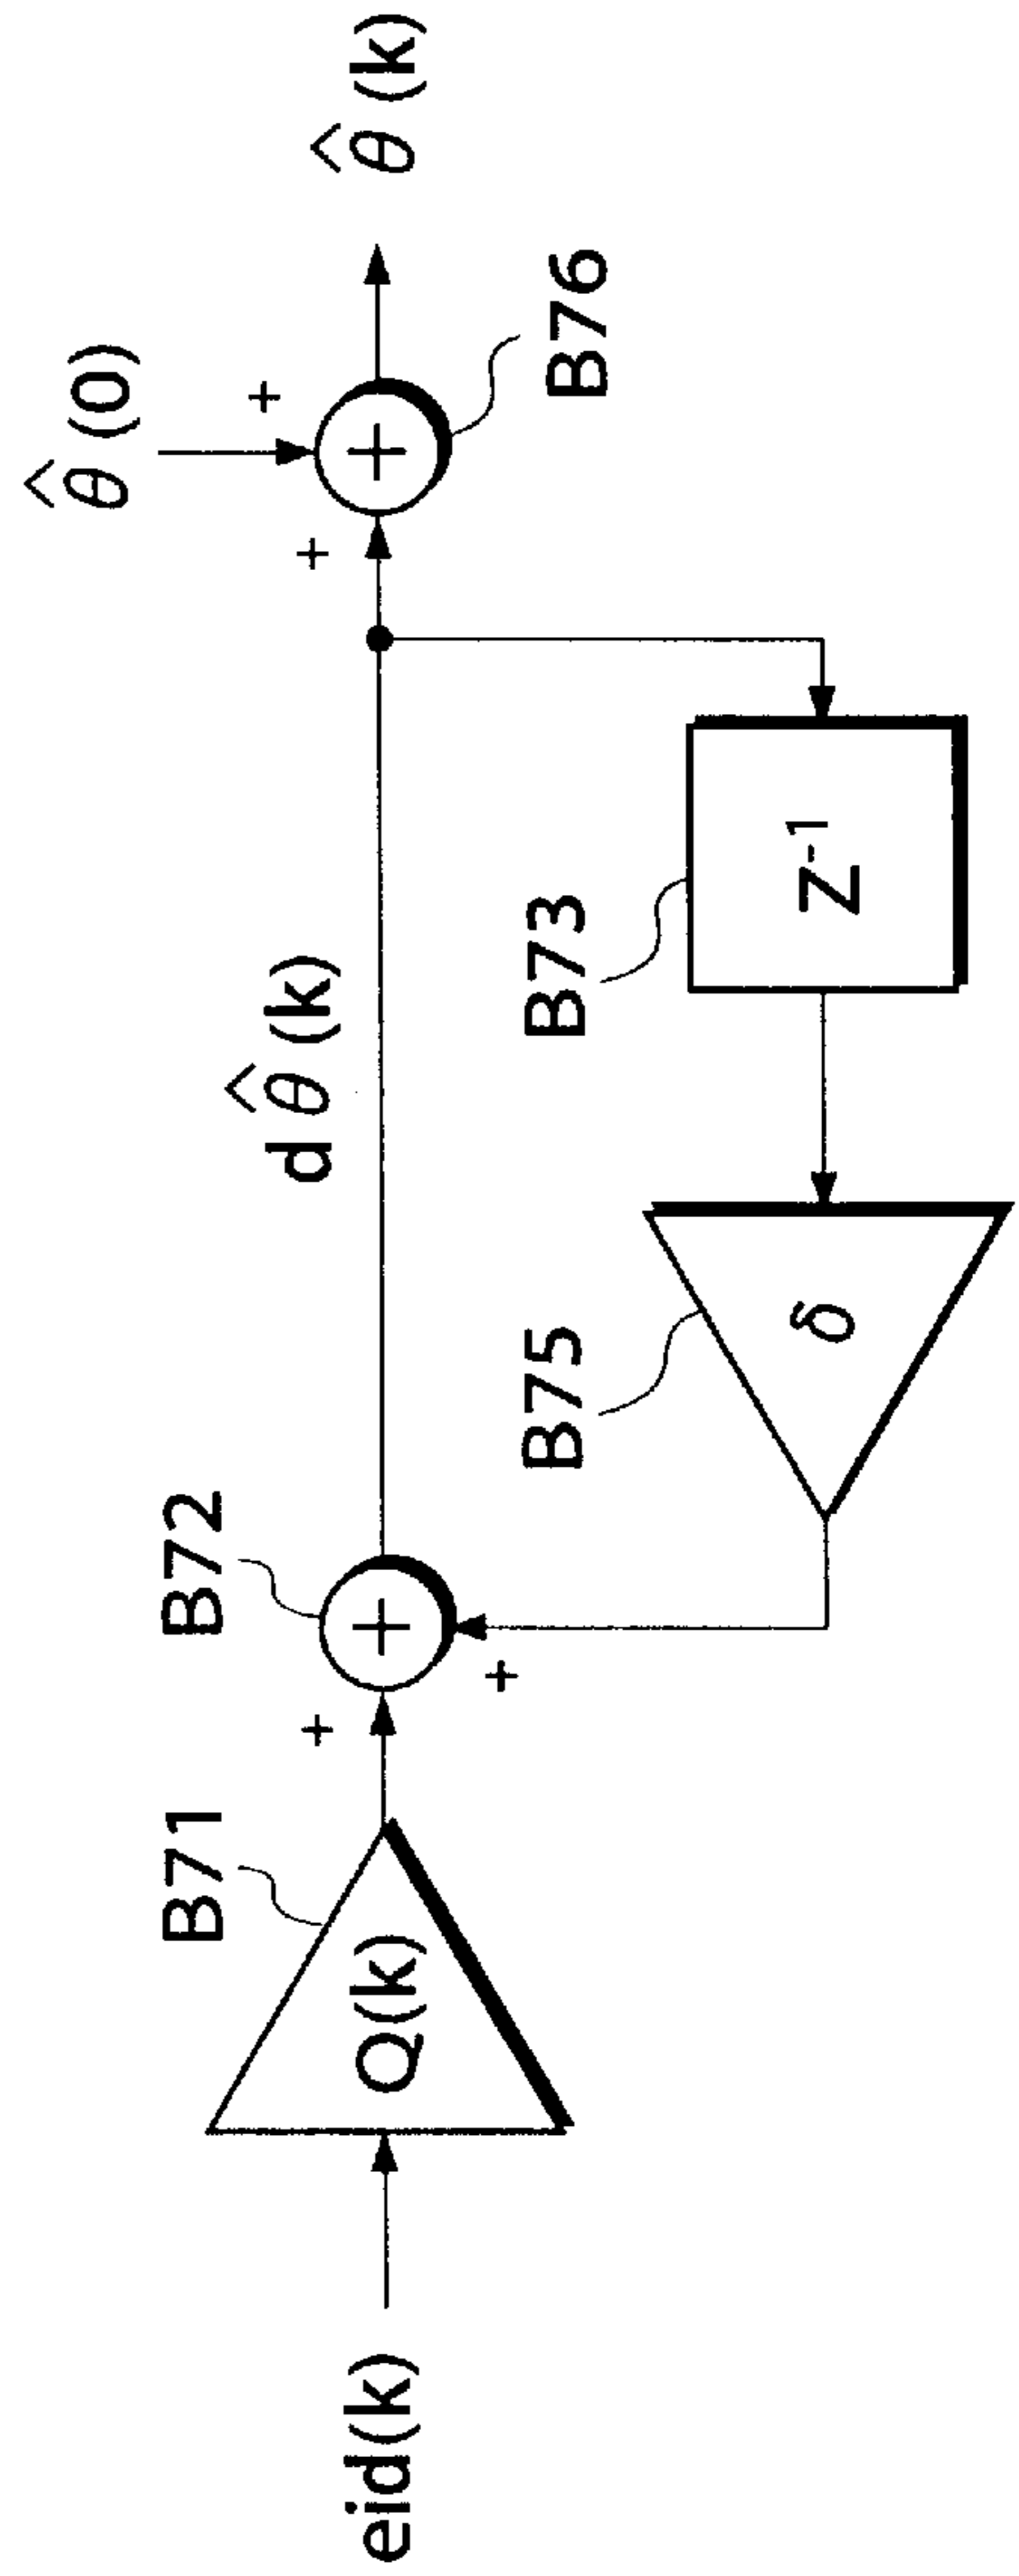 eid(k)
Q(k)
B71
+
+
+
B72
d θ̂ (k)
B75
δ
B73
Z⁻¹
+
+
+
θ̂ (0)
B76
θ̂ (k)